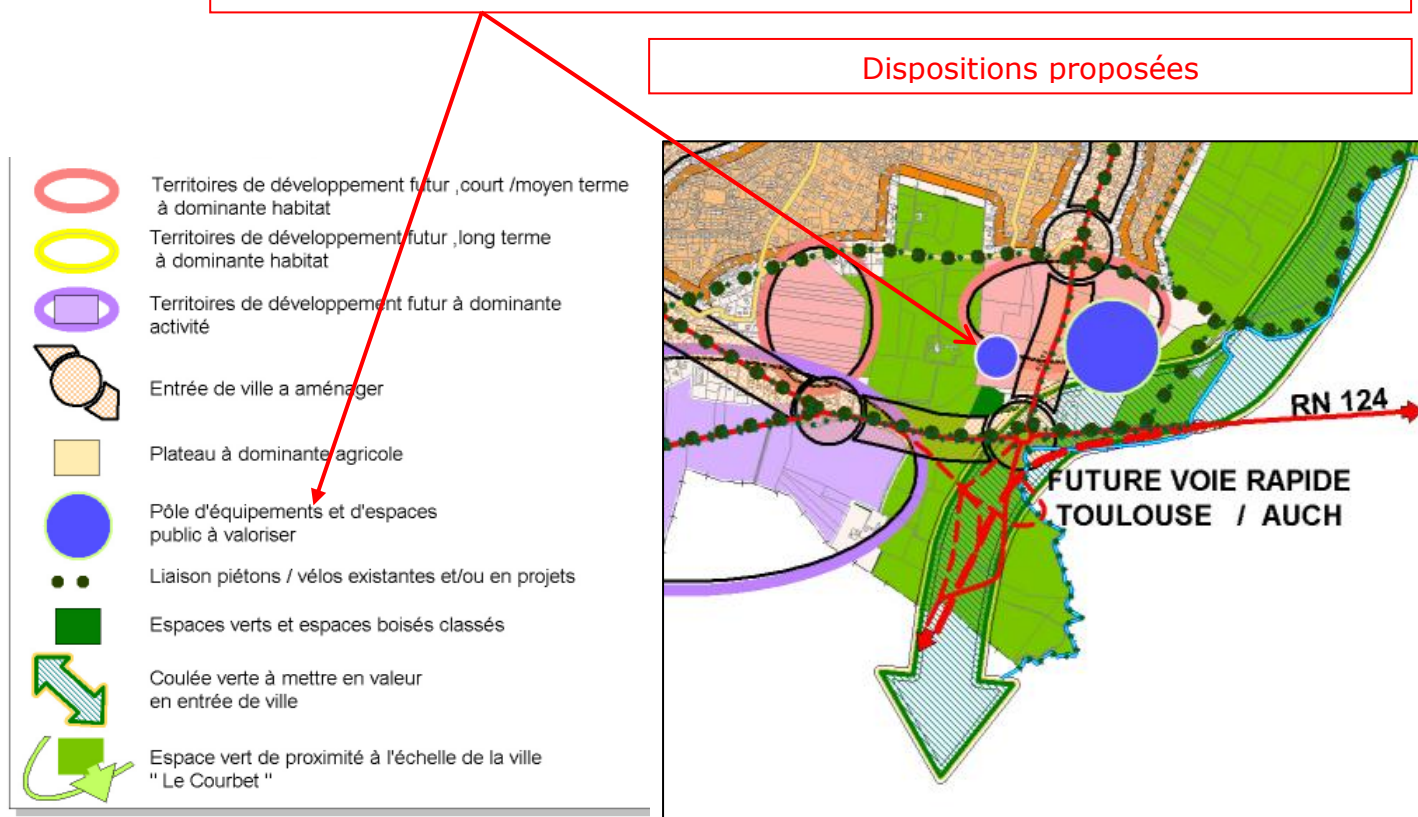 Dispositions proposées
Territoires de développement futur ,court /moyen terme
à dominante habitat
Territoires de développement futur ,long terme
à dominante habitat
Territoires de développement futur à dominante
activité
Entrée de ville a aménager
Plateau à dominante agricole
Pôle d'équipements et d'espaces
public à valoriser
Liaison piétons / vélos existantes et/ou en projets
Espaces verts et espaces boisés classés
Coulée verte à mettre en valeur
en entrée de ville
Espace vert de proximité à l'échelle de la ville
" Le Courbet "
RN 124
FUTURE VOIE RAPIDE
TOULOUSE / AUCH